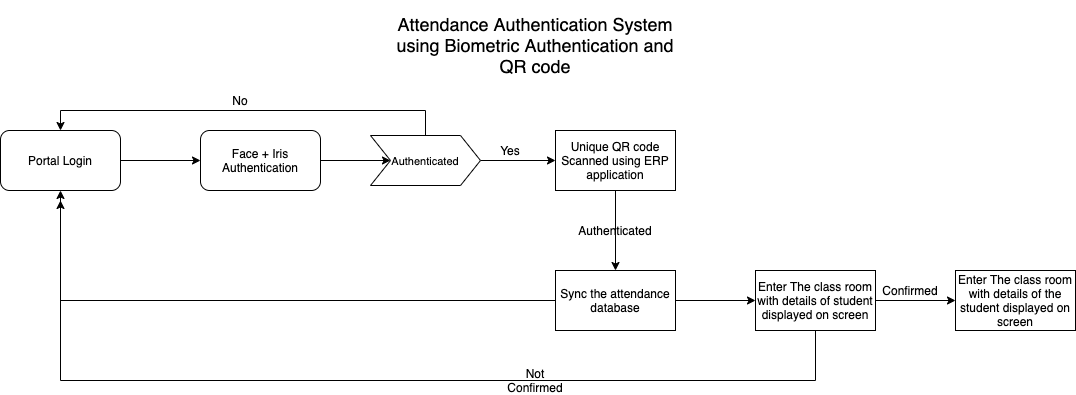 Attendance Authentication System
using Biometric Authentication and
QR code
No
Portal Login
Face + Iris
Authentication
Authenticated
Yes
Unique QR code
Scanned using ERP
application
Authenticated
Sync the attendance
database
Enter The class room
with details of student
displayed on screen
Confirmed
Enter The class room
with details of the
student displayed on
screen
Not
Confirmed